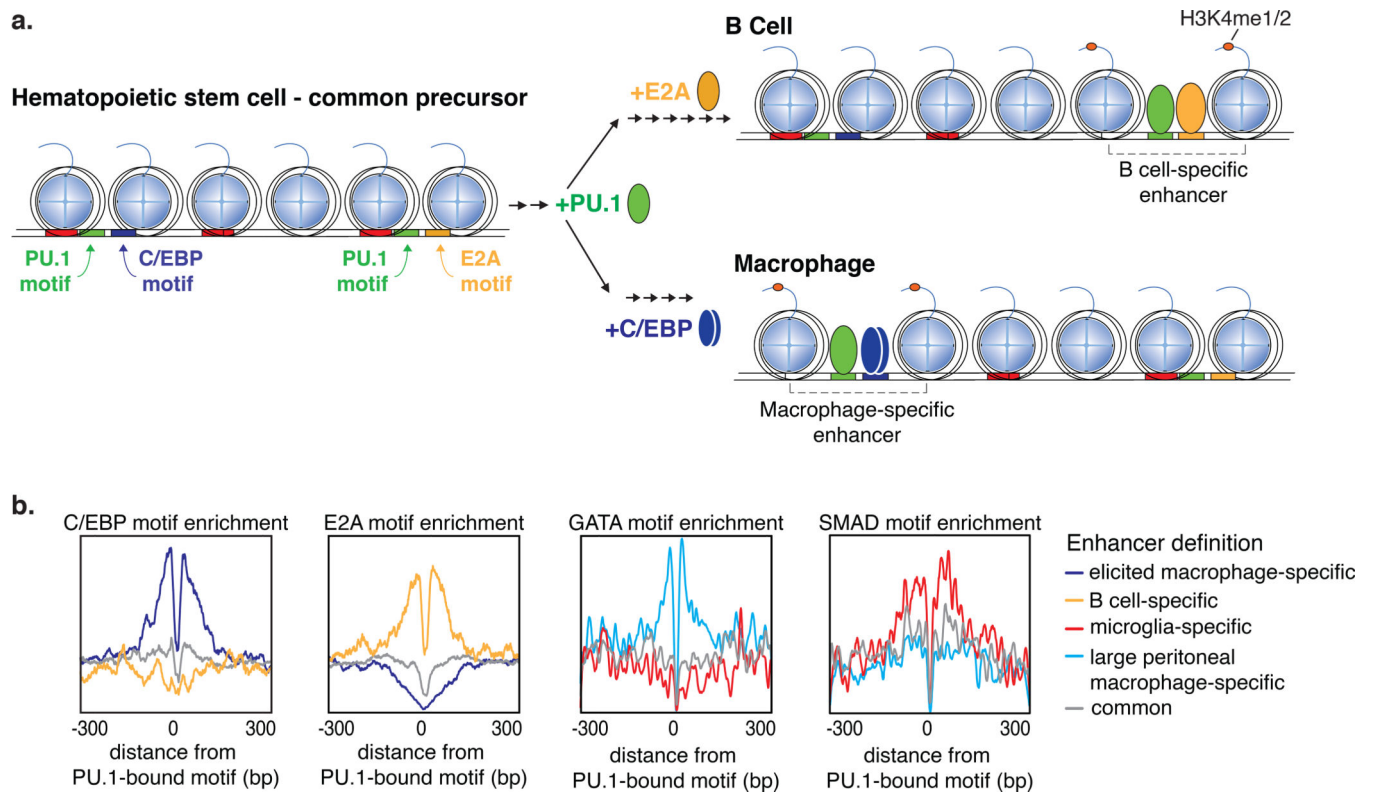 a.
B Cell
H3K4me1/2
Hematopoietic stem cell - common precursor
+E2A
B cell-specific
enhancer
+PU.1
PU.1
motif
C/EBP
motif
PU.1
motif
E2A
motif
Macrophage
+C/EBP
Macrophage-specific
enhancer
b.
C/EBP motif enrichment
-300 0 300
distance from
PU.1-bound motif (bp)
E2A motif enrichment
-300 0 300
distance from
PU.1-bound motif (bp)
GATA motif enrichment
-300 0 300
distance from
PU.1-bound motif (bp)
SMAD motif enrichment
-300 0 300
distance from
PU.1-bound motif (bp)
Enhancer definition
elicited macrophage-specific
B cell-specific
microglia-specific
large peritoneal
macrophage-specific
common